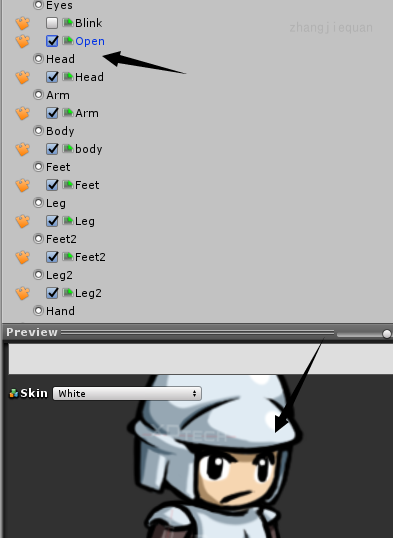 Eyes
Blink
zhangjiequan
Open
Head
Head
Arm
Arm
Body
body
Feet
Feet
Leg
Leg
Feet2
Feet2
Leg2
Leg2
Hand
Preview
Skin White
TECH